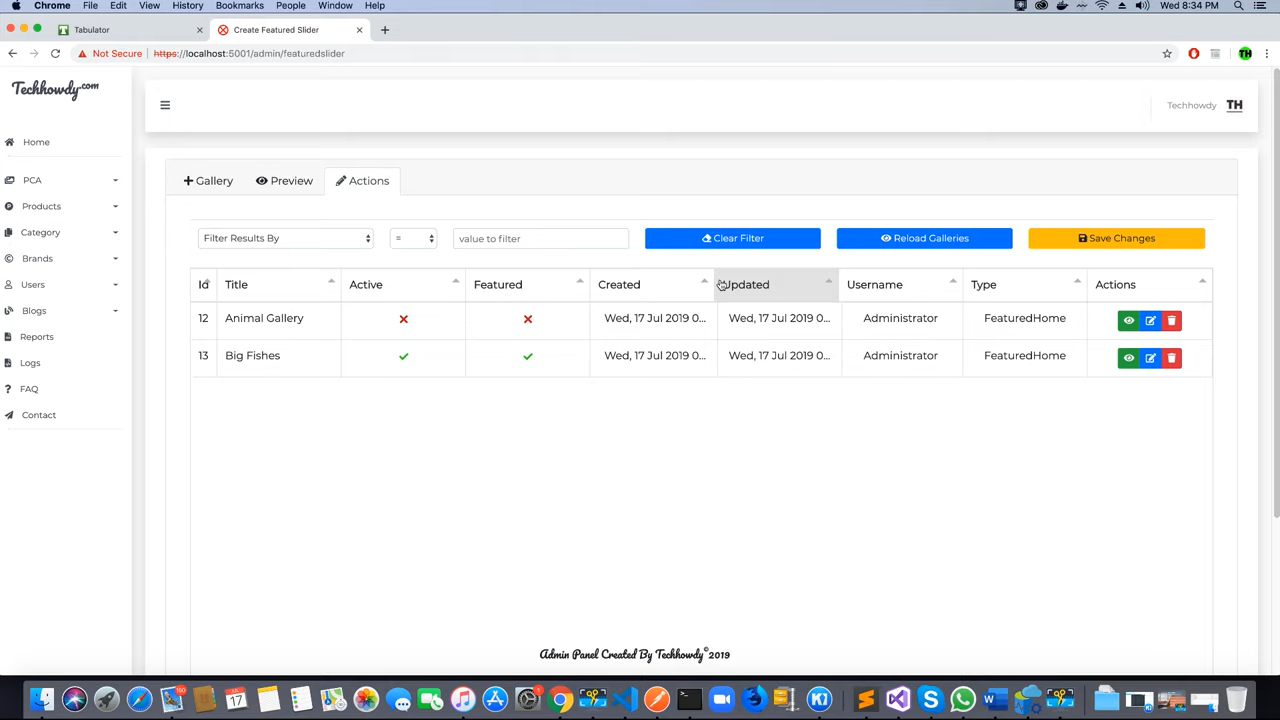 Chrome File Edit View History Bookmarks People Window Help Wed 8:34 PM
Tabulator Create Featured Slider
Not Secure https://localhost:5001/admin/featuredslider
Techhowdy.com
Techhowdy TH
Home
PCA
Products
Category
Brands
Users
Blogs
Reports
Logs
FAQ
Contact
Gallery Preview Actions
Filter Results By = value to filter Clear Filter Reload Galleries Save Changes
Id Title Active Featured Created Updated Username Type Actions
12 Animal Gallery Wed, 17 Jul 2019 0... Wed, 17 Jul 2019 0... Administrator FeaturedHome
13 Big Fishes Wed, 17 Jul 2019 0... Wed, 17 Jul 2019 0... Administrator FeaturedHome
Admin Panel Created By Techhowdy©2019